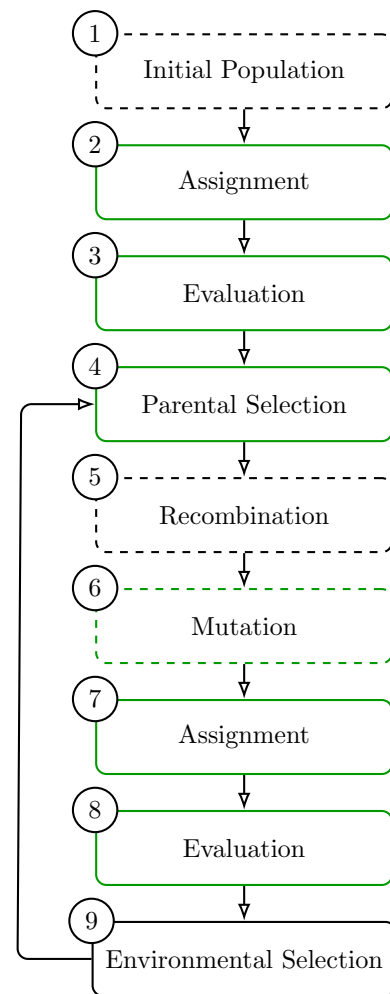 1
Initial Population
2
Assignment
3
Evaluation
4
Parental Selection
5
Recombination
6
Mutation
7
Assignment
8
Evaluation
9
Environmental Selection